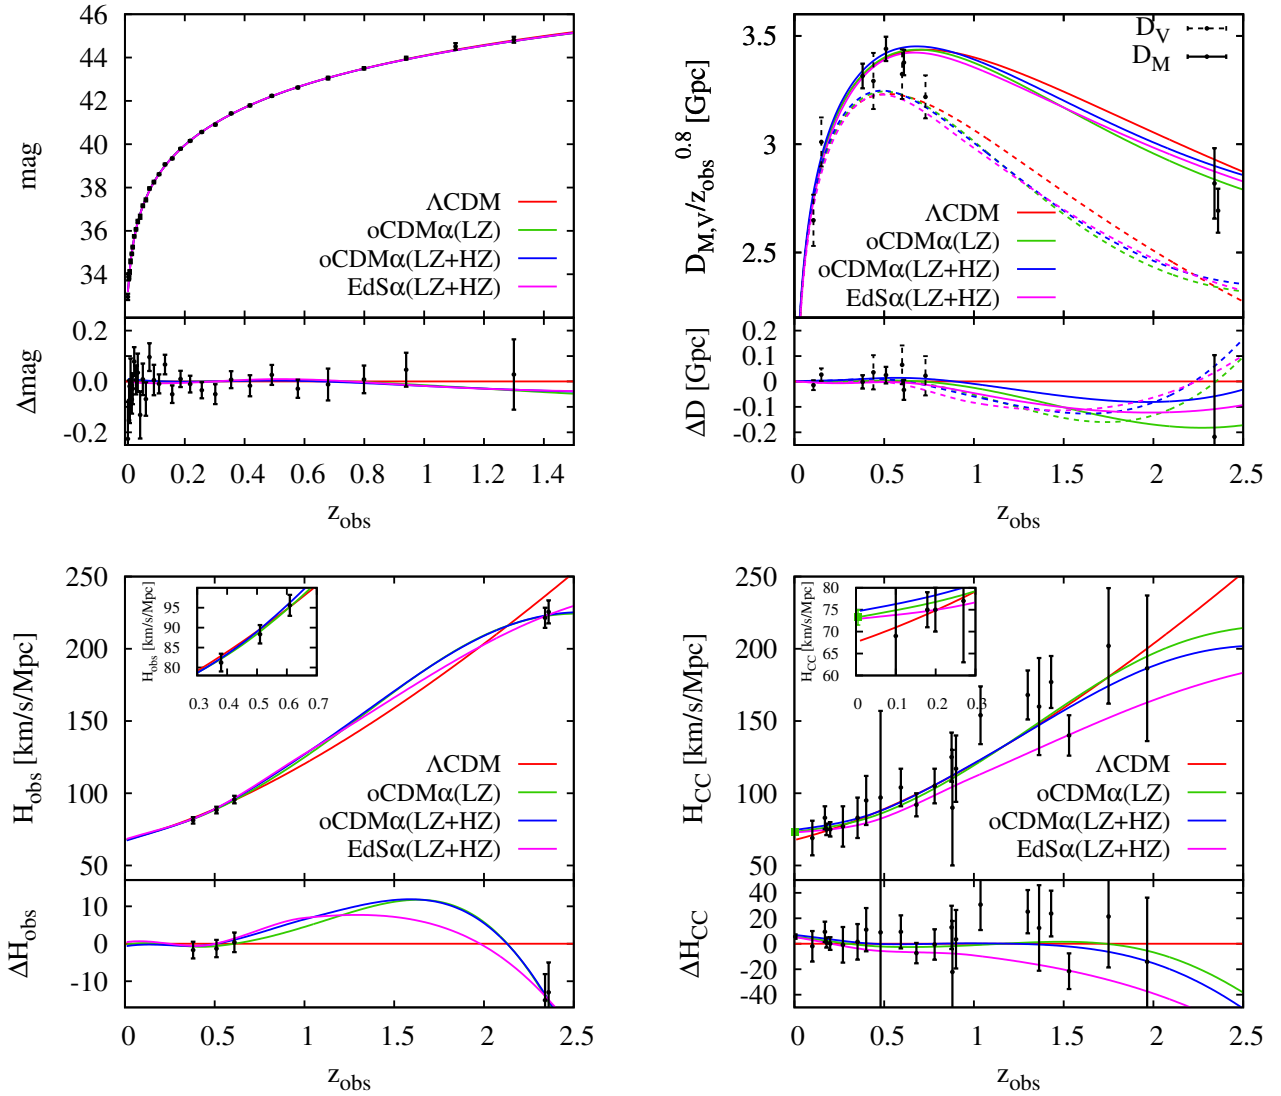 46
44
42
40
38
36
34
mag
ΛCDM
oCDMα(LZ)
oCDMα(LZ+HZ)
EdSα(LZ+HZ)
0.2
0.0
-0.2
Δmag
0 0.2 0.4 0.6 0.8 1 1.2 1.4
z_obs
3.5
3
2.5
D_M,V/z_obs^0.8 [Gpc]
D_V
D_M
ΛCDM
oCDMα(LZ)
oCDMα(LZ+HZ)
EdSα(LZ+HZ)
0.2
0.1
0
-0.1
-0.2
ΔD [Gpc]
0 0.5 1 1.5 2 2.5
z_obs
250
200
150
100
50
H_obs [km/s/Mpc]
95
90
85
80
H_obs [km/s/Mpc]
0.3 0.4 0.5 0.6 0.7
ΛCDM
oCDMα(LZ)
oCDMα(LZ+HZ)
EdSα(LZ+HZ)
10
0
-10
ΔH_obs
0 0.5 1 1.5 2 2.5
z_obs
250
200
150
100
50
H_CC [km/s/Mpc]
80
75
70
65
60
H_CC [km/s/Mpc]
0 0.1 0.2 0.3
ΛCDM
oCDMα(LZ)
oCDMα(LZ+HZ)
EdSα(LZ+HZ)
40
20
0
-20
-40
ΔH_CC
0 0.5 1 1.5 2 2.5
z_obs